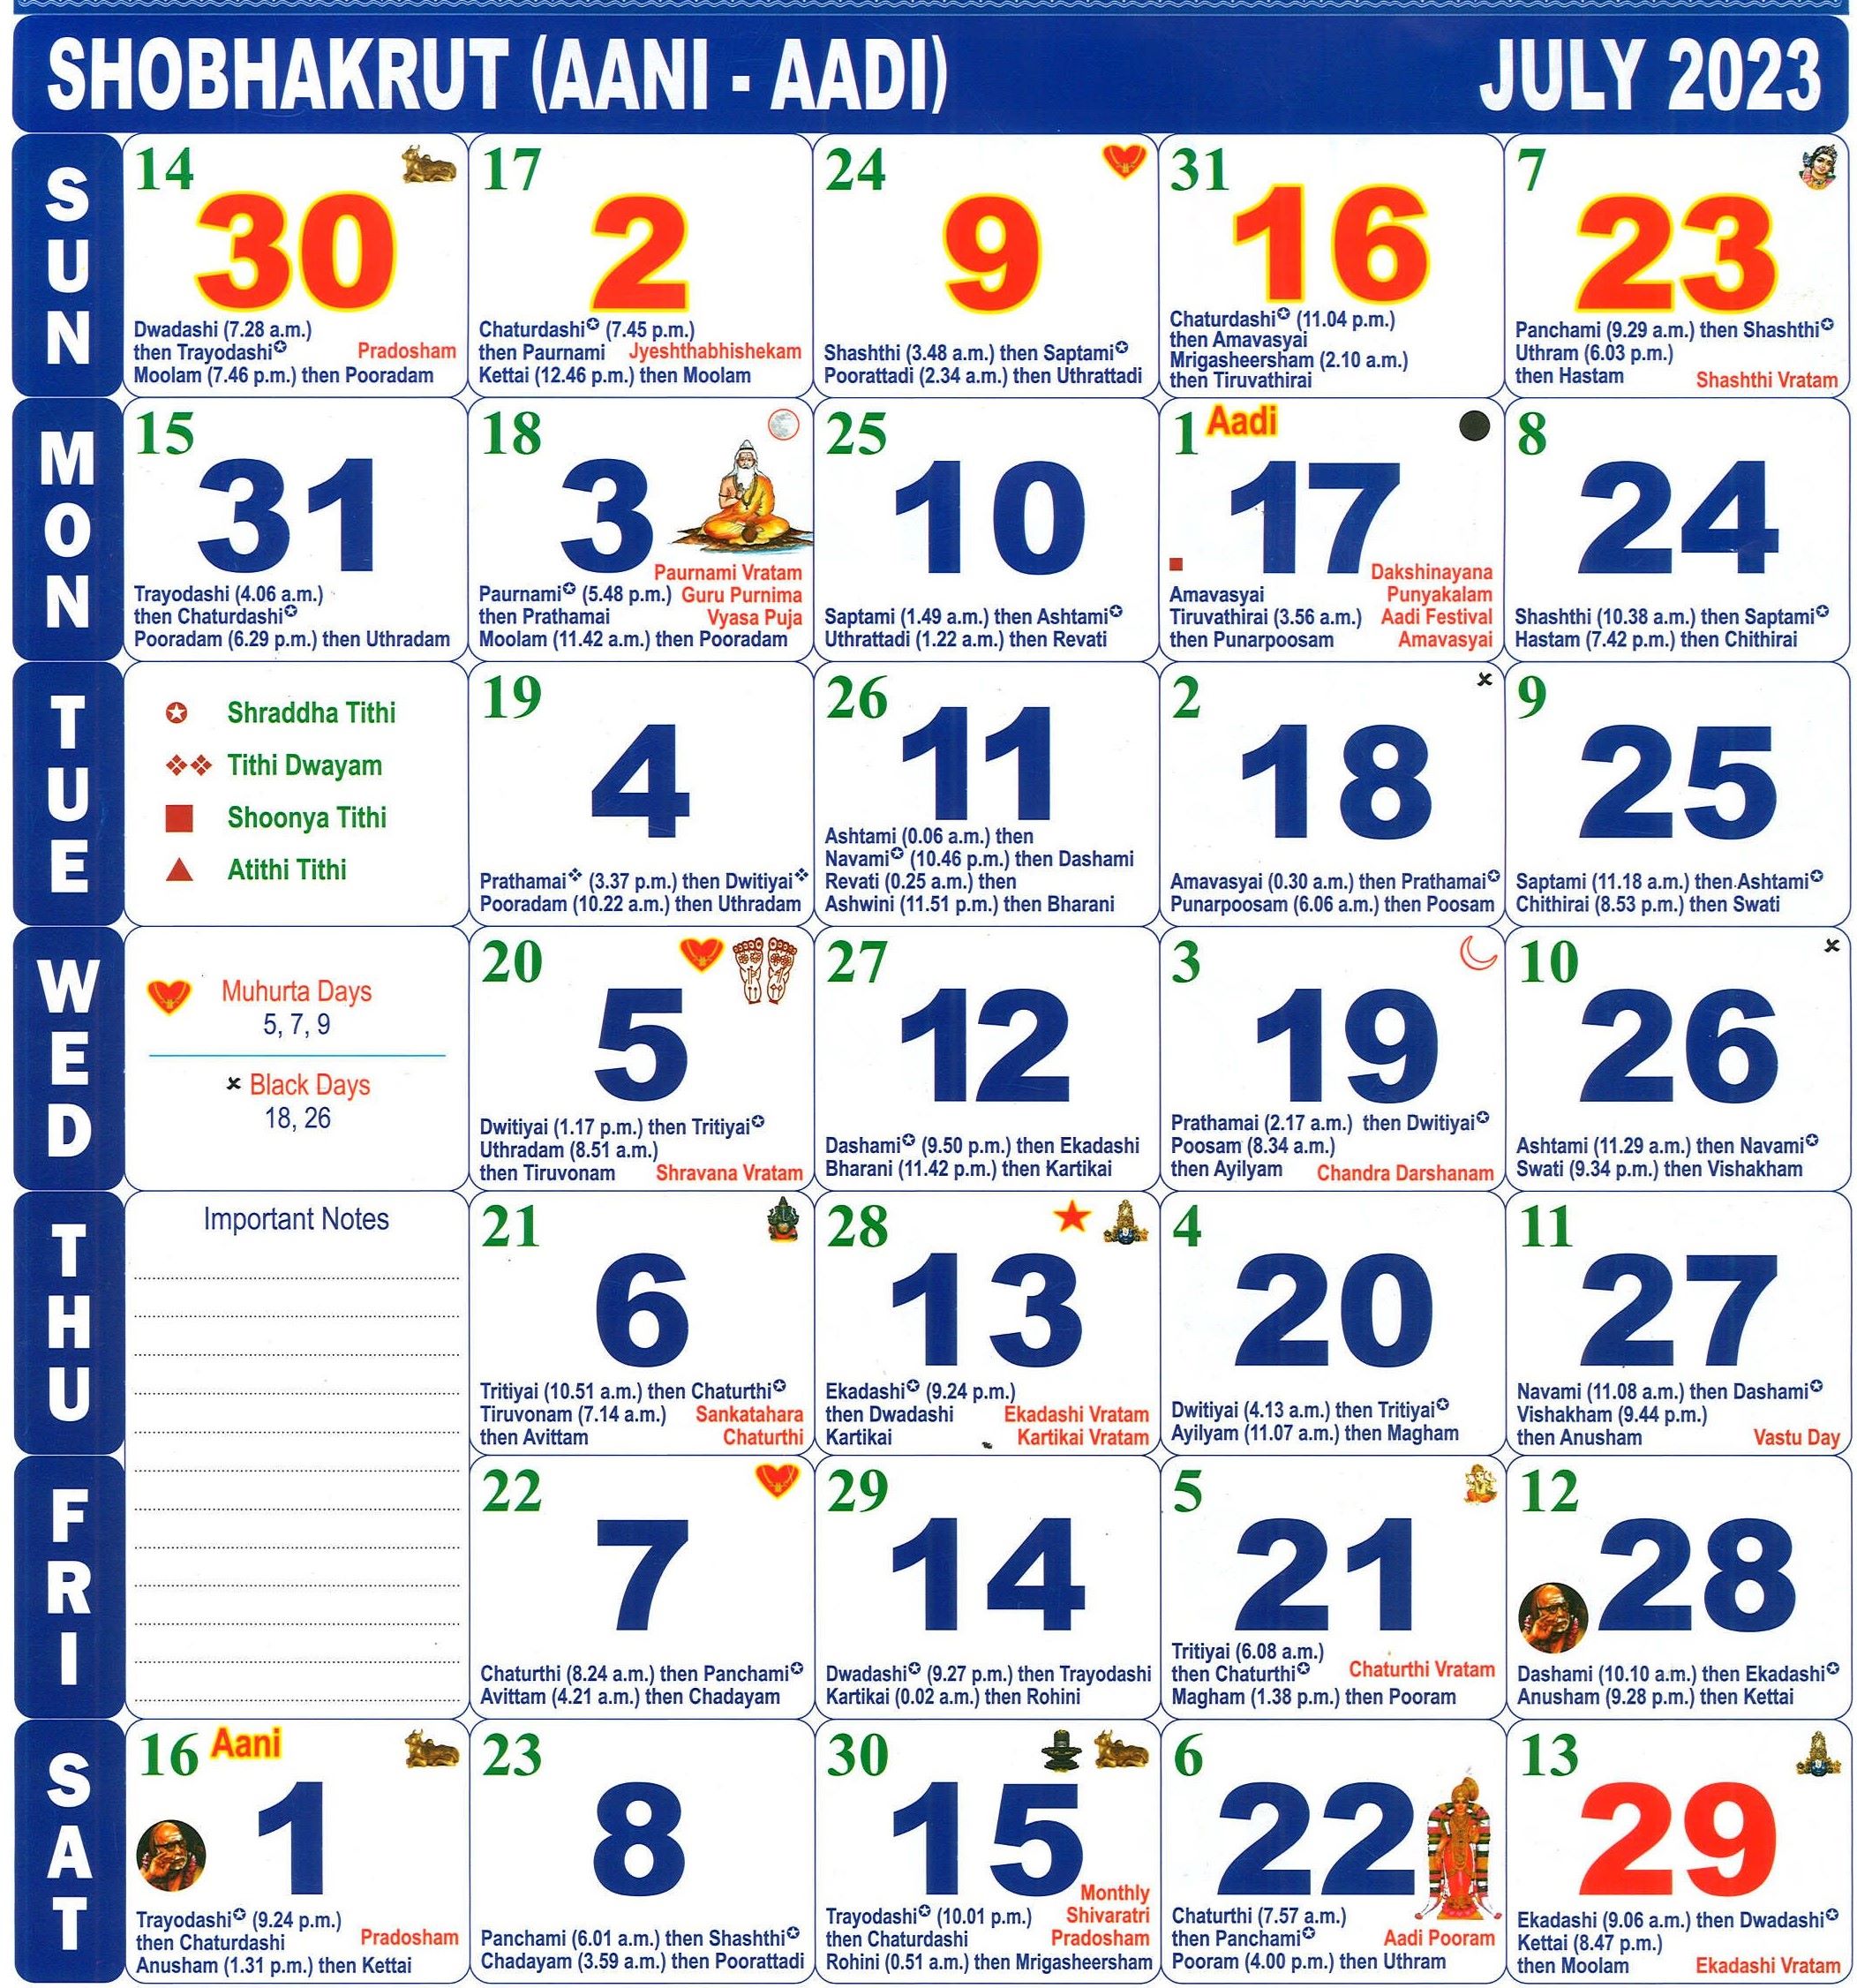 SHOBHAKRUT (AANI - AADI) JULY 2023
SUN
14
30
Dwadashi (7.28 a.m.)
then Trayodashi✪ Pradosham
Moolam (7.46 p.m.) then Pooradam
17
2
Chaturdashi✪ (7.45 p.m.)
then Paurnami Jyeshthabhishekam
Kettai (12.46 p.m.) then Moolam
24
9
Shashthi (3.48 a.m.) then Saptami✪
Poorattadi (2.34 a.m.) then Uthrattadi
31
16
Chaturdashi✪ (11.04 p.m.)
then Amavasyai
Mrigasheersham (2.10 a.m.)
then Tiruvathirai
7
23
Panchami (9.29 a.m.) then Shashthi✪
Uthram (6.03 p.m.)
then Hastam Shashthi Vratam
MON
15
31
Trayodashi (4.06 a.m.)
then Chaturdashi✪
Pooradam (6.29 p.m.) then Uthradam
18
3
Paurnami Vratam
Paurnami✪ (5.48 p.m.) Guru Purnima
then Prathamai Vyasa Puja
Moolam (11.42 a.m.) then Pooradam
25
10
Saptami (1.49 a.m.) then Ashtami✪
Uthrattadi (1.22 a.m.) then Revati
1 Aadi
17
Dakshinayana
Amavasyai Punyakalam
Tiruvathirai (3.56 a.m.) Aadi Festival
then Punarpoosam Amavasyai
8
24
Shashthi (10.38 a.m.) then Saptami✪
Hastam (7.42 p.m.) then Chithirai
TUE
✪ Shraddha Tithi
❖❖ Tithi Dwayam
■ Shoonya Tithi
▲ Atithi Tithi
19
4
Prathamai❖ (3.37 p.m.) then Dwitiyai❖
Pooradam (10.22 a.m.) then Uthradam
26
11
Ashtami (0.06 a.m.) then
Navami✪ (10.46 p.m.) then Dashami
Revati (0.25 a.m.) then
Ashwini (11.51 p.m.) then Bharani
2
18
Amavasyai (0.30 a.m.) then Prathamai✪
Punarpoosam (6.06 a.m.) then Poosam
9
25
Saptami (11.18 a.m.) then Ashtami✪
Chithirai (8.53 p.m.) then Swati
WED
Muhurta Days
5, 7, 9
✘ Black Days
18, 26
20
5
Dwitiyai (1.17 p.m.) then Tritiyai✪
Uthradam (8.51 a.m.)
then Tiruvonam Shravana Vratam
27
12
Dashami✪ (9.50 p.m.) then Ekadashi
Bharani (11.42 p.m.) then Kartikai
3
19
Prathamai (2.17 a.m.) then Dwitiyai✪
Poosam (8.34 a.m.)
then Ayilyam Chandra Darshanam
10
26
Ashtami (11.29 a.m.) then Navami✪
Swati (9.34 p.m.) then Vishakham
THU
Important Notes
21
6
Tritiyai (10.51 a.m.) then Chaturthi✪
Tiruvonam (7.14 a.m.) Sankatahara
then Avittam Chaturthi
28
13
Ekadashi✪ (9.24 p.m.)
then Dwadashi Ekadashi Vratam
Kartikai Kartikai Vratam
4
20
Dwitiyai (4.13 a.m.) then Tritiyai✪
Ayilyam (11.07 a.m.) then Magham
11
27
Navami (11.08 a.m.) then Dashami✪
Vishakham (9.44 p.m.)
then Anusham Vastu Day
FRI
22
7
Chaturthi (8.24 a.m.) then Panchami✪
Avittam (4.21 a.m.) then Chadayam
29
14
Dwadashi✪ (9.27 p.m.) then Trayodashi
Kartikai (0.02 a.m.) then Rohini
5
21
Tritiyai (6.08 a.m.)
then Chaturthi✪ Chaturthi Vratam
Magham (1.38 p.m.) then Pooram
12
28
Dashami (10.10 a.m.) then Ekadashi✪
Anusham (9.28 p.m.) then Kettai
SAT
16 Aani
1
Trayodashi✪ (9.24 p.m.)
then Chaturdashi Pradosham
Anusham (1.31 p.m.) then Kettai
23
8
Panchami (6.01 a.m.) then Shashthi✪
Chadayam (3.59 a.m.) then Poorattadi
30
15
Monthly
Trayodashi✪ (10.01 p.m.) Shivaratri
then Chaturdashi Pradosham
Rohini (0.51 a.m.) then Mrigasheersham
6
22
Chaturthi (7.57 a.m.)
then Panchami✪ Aadi Pooram
Pooram (4.00 p.m.) then Uthram
13
29
Ekadashi (9.06 a.m.) then Dwadashi✪
Kettai (8.47 p.m.)
then Moolam Ekadashi Vratam